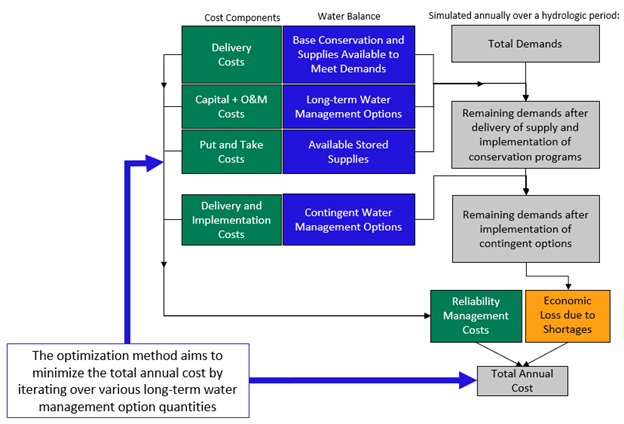 Cost Components
Water Balance
Simulated annually over a hydrologic period:
Delivery
Costs
Base Conservation and
Supplies Available to
Meet Demands
Total Demands
Capital + O&M
Costs
Long-term Water
Management Options
Remaining demands after
delivery of supply and
implementation of
conservation programs
Put and Take
Costs
Available Stored
Supplies
Delivery and
Implementation
Costs
Contingent Water
Management Options
Remaining demands after
implementation of
contingent options
Reliability
Management
Costs
Economic
Loss due to
Shortages
The optimization method aims to
minimize the total annual cost by
iterating over various long-term water
management option quantities
Total Annual
Cost